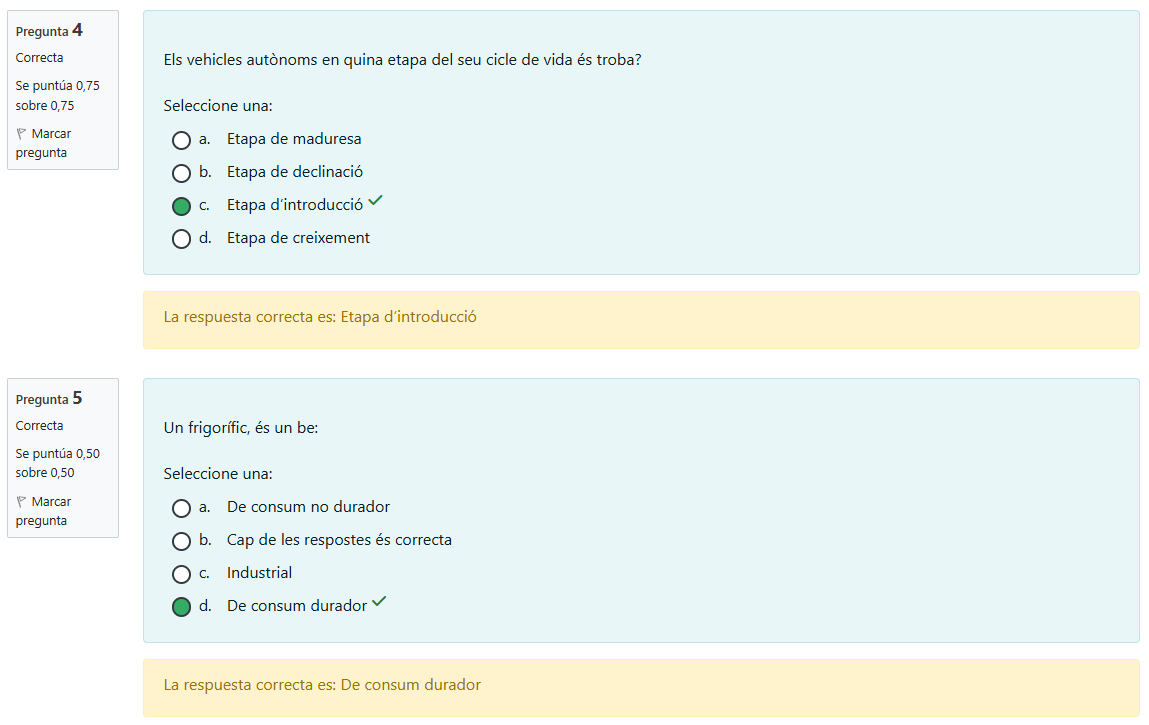 Pregunta 4
Correcta
Se puntúa 0,75
sobre 0,75
Marcar
pregunta
Els vehicles autònoms en quina etapa del seu cicle de vida és troba?
Seleccione una:
a. Etapa de maduresa
b. Etapa de declinació
c. Etapa d'introducció
d. Etapa de creixement
La respuesta correcta es: Etapa d'introducció
Pregunta 5
Correcta
Se puntúa 0,50
sobre 0,50
Marcar
pregunta
Un frigorífic, és un be:
Seleccione una:
a. De consum no durador
b. Cap de les respostes és correcta
c. Industrial
d. De consum durador
La respuesta correcta es: De consum durador